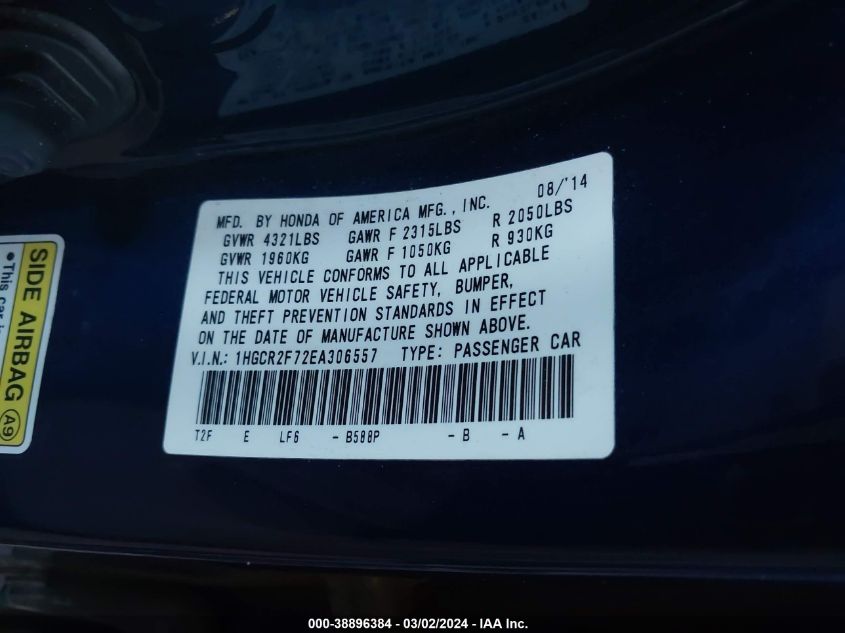 08/'14
MFD. BY HONDA OF AMERICA MFG., INC.
GVWR 4321LBS GAWR F 2315LBS R 2050LBS
GVWR 1960KG GAWR F 1050KG R 930KG
THIS VEHICLE CONFORMS TO ALL APPLICABLE
FEDERAL MOTOR VEHICLE SAFETY, BUMPER,
AND THEFT PREVENTION STANDARDS IN EFFECT
ON THE DATE OF MANUFACTURE SHOWN ABOVE.
V.I.N.: 1HGCR2F72EA306557 TYPE: PASSENGER CAR
T2F E LF6 - B588P - B - A
SIDE AIRBAG A9
•This car
000-38896384 — 03/02/2024 - IAA Inc.